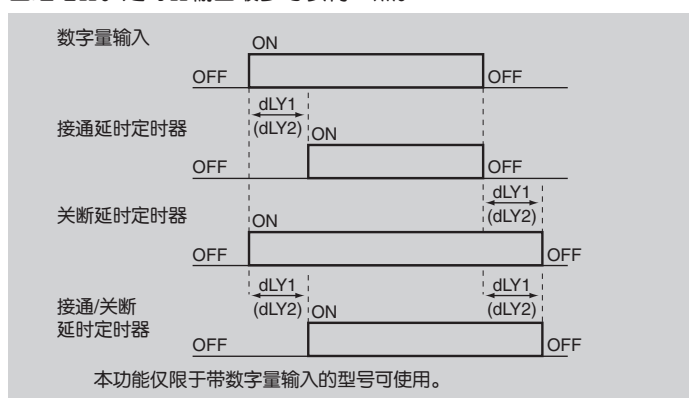 数字量输入
ON
OFF
OFF
dLY1
接通延时定时器
(dLY2)
ON
OFF
OFF
dLY1
关断延时定时器
ON
(dLY2)
OFF
OFF
dLY1
dLY1
接通/关断
延时定时器
(dLY2)
ON
(dLY2)
OFF
OFF
本功能仅限于带数字量输入的型号可使用。